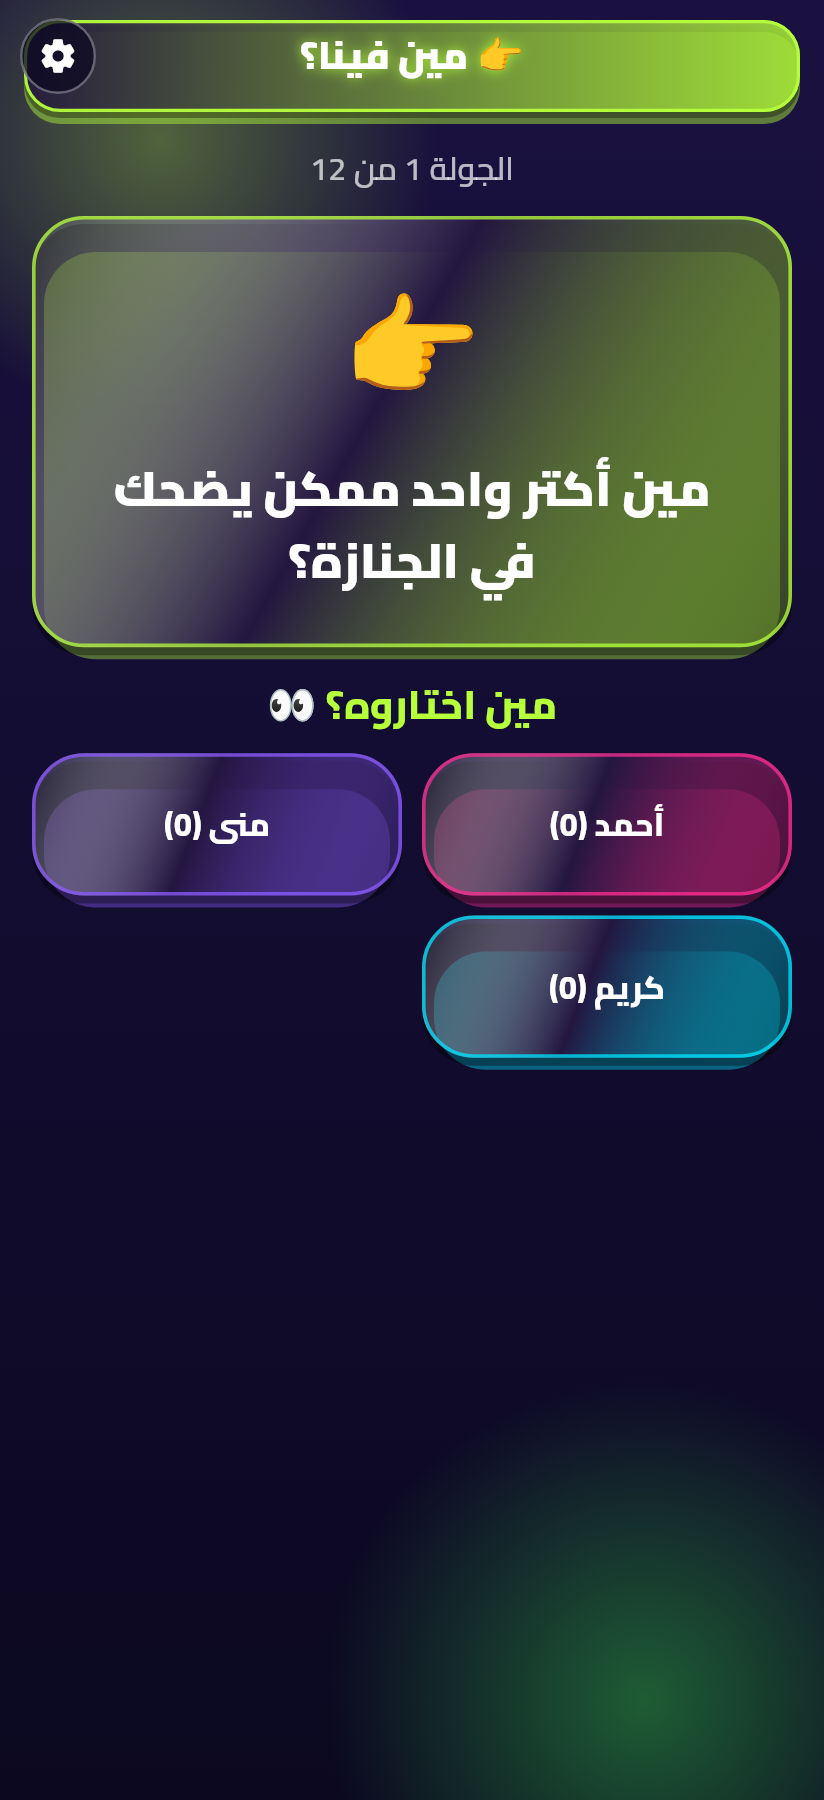 👉 مين فينا؟
الجولة 1 من 12
👉
مين أكتر واحد ممكن يضحك
في الجنازة؟
مين اختاروه؟ 👀
أحمد (0)
منى (0)
كريم (0)